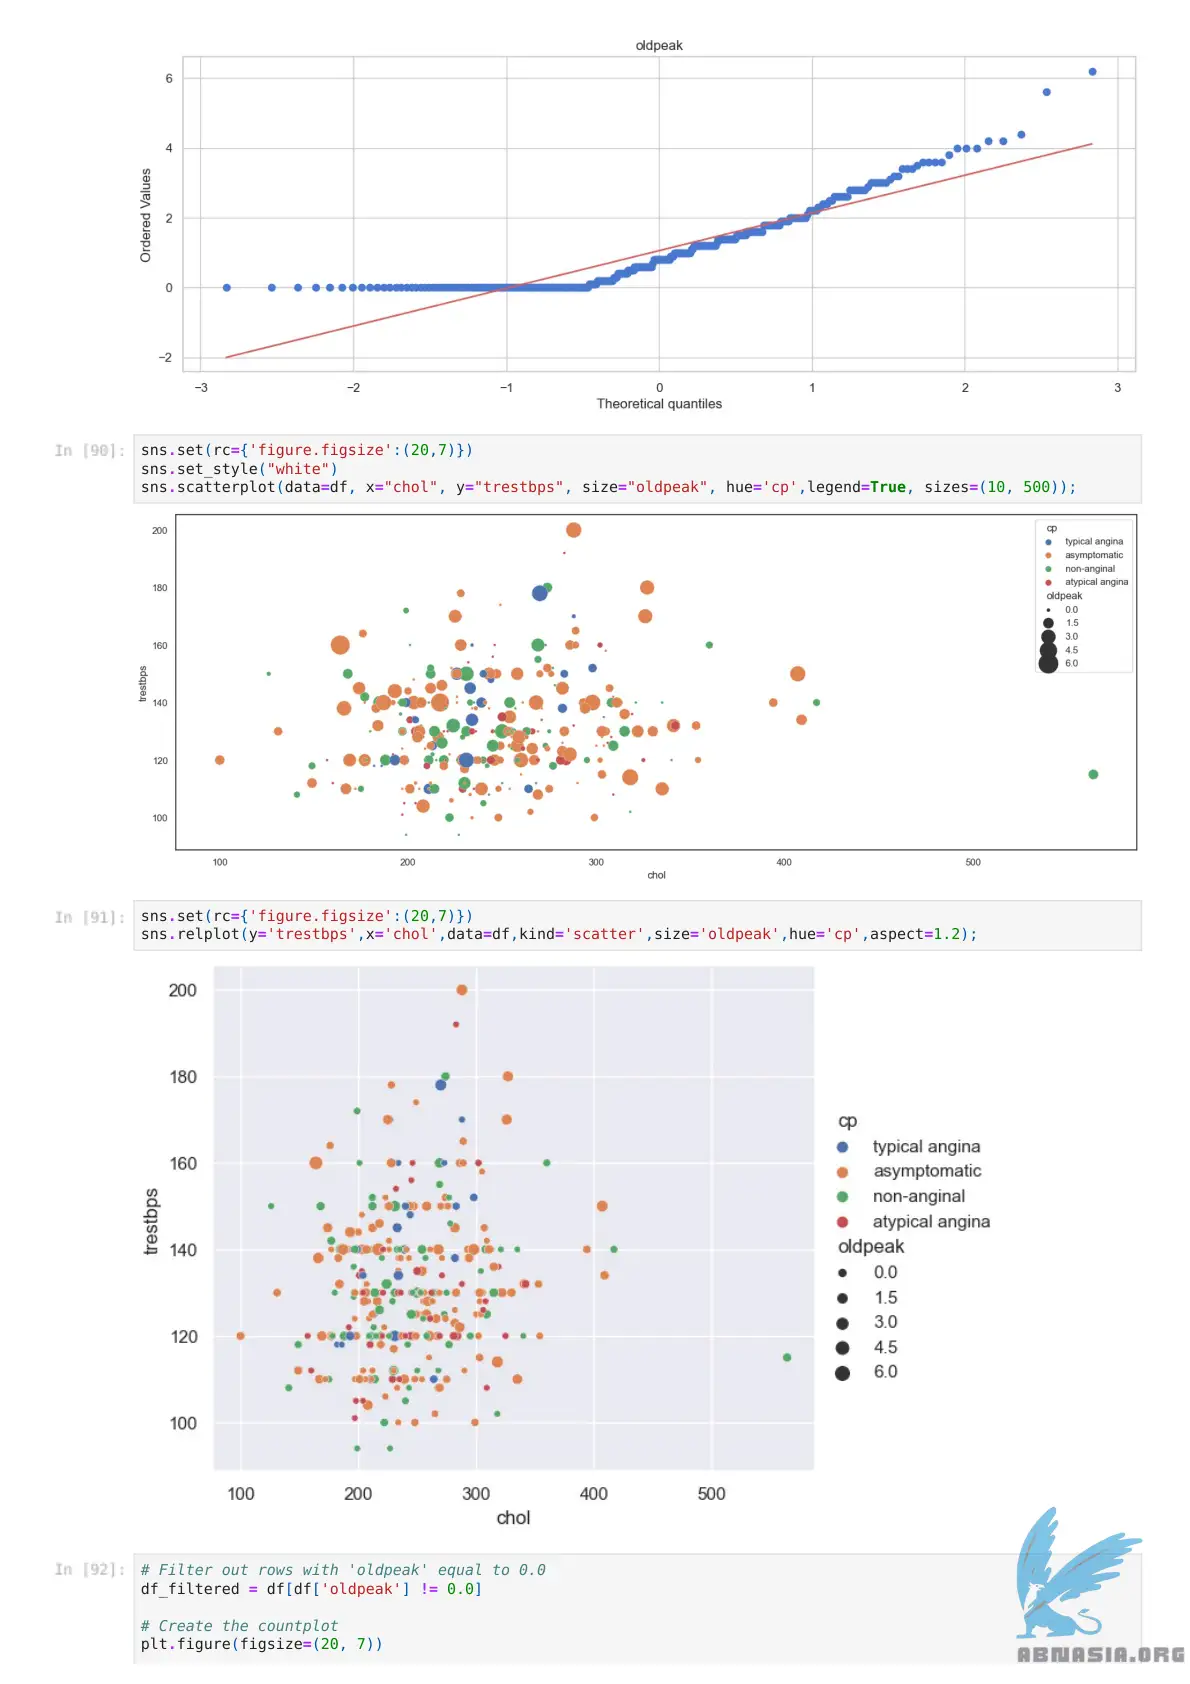 oldpeak
6
4
2
0
−2
Ordered Values
−3
−2
−1
0
1
2
3
Theoretical quantiles
In [90]:
sns.set(rc={'figure.figsize':(20,7)})
sns.set_style("white")
sns.scatterplot(data=df, x="chol", y="trestbps", size="oldpeak", hue='cp',legend=True, sizes=(10, 500));
200
180
160
140
120
100
trestbps
cp
typical angina
asymptomatic
non-anginal
atypical angina
oldpeak
0.0
1.5
3.0
4.5
6.0
100
200
300
400
500
chol
In [91]:
sns.set(rc={'figure.figsize':(20,7)})
sns.relplot(y='trestbps',x='chol',data=df,kind='scatter',size='oldpeak',hue='cp',aspect=1.2);
200
180
160
140
120
100
trestbps
cp
typical angina
asymptomatic
non-anginal
atypical angina
oldpeak
0.0
1.5
3.0
4.5
6.0
100
200
300
400
500
chol
In [92]:
# Filter out rows with 'oldpeak' equal to 0.0
df_filtered = df[df['oldpeak'] != 0.0]
# Create the countplot
plt.figure(figsize=(20, 7))
ABNASIA.ORG